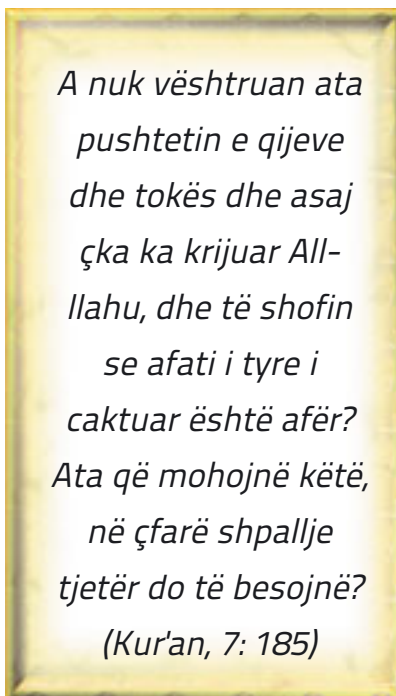 A nuk vështruan ata
pushtetin e qijeve
dhe tokës dhe asaj
çka ka krijuar All-
llahu, dhe të shofin
se afati i tyre i
caktuar është afër?
Ata që mohojnë këtë,
në çfarë shpallje
tjetër do të besojnë?
(Kur'an, 7: 185)